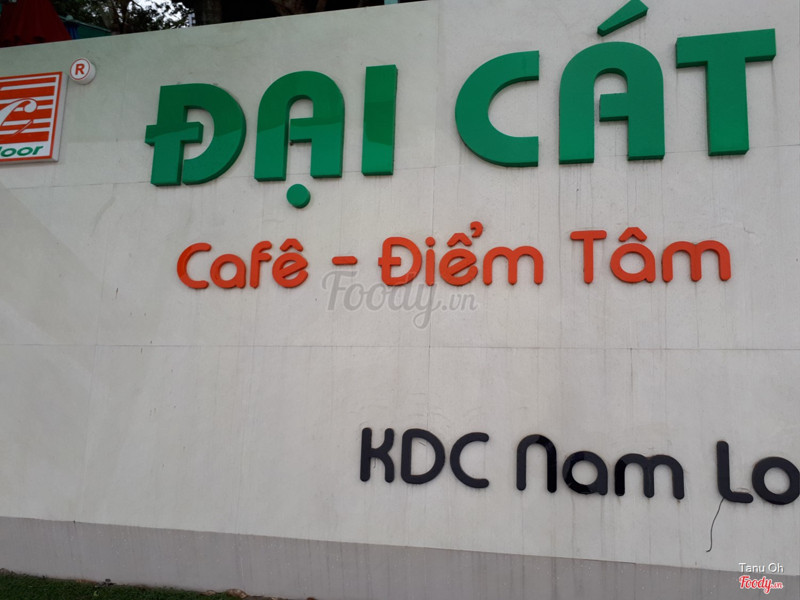 ĐẠI CÁT
®
Cafê - Điểm Tâm
Foody.vn
KDC Nam Lo
Tanu Oh
Foody.vn